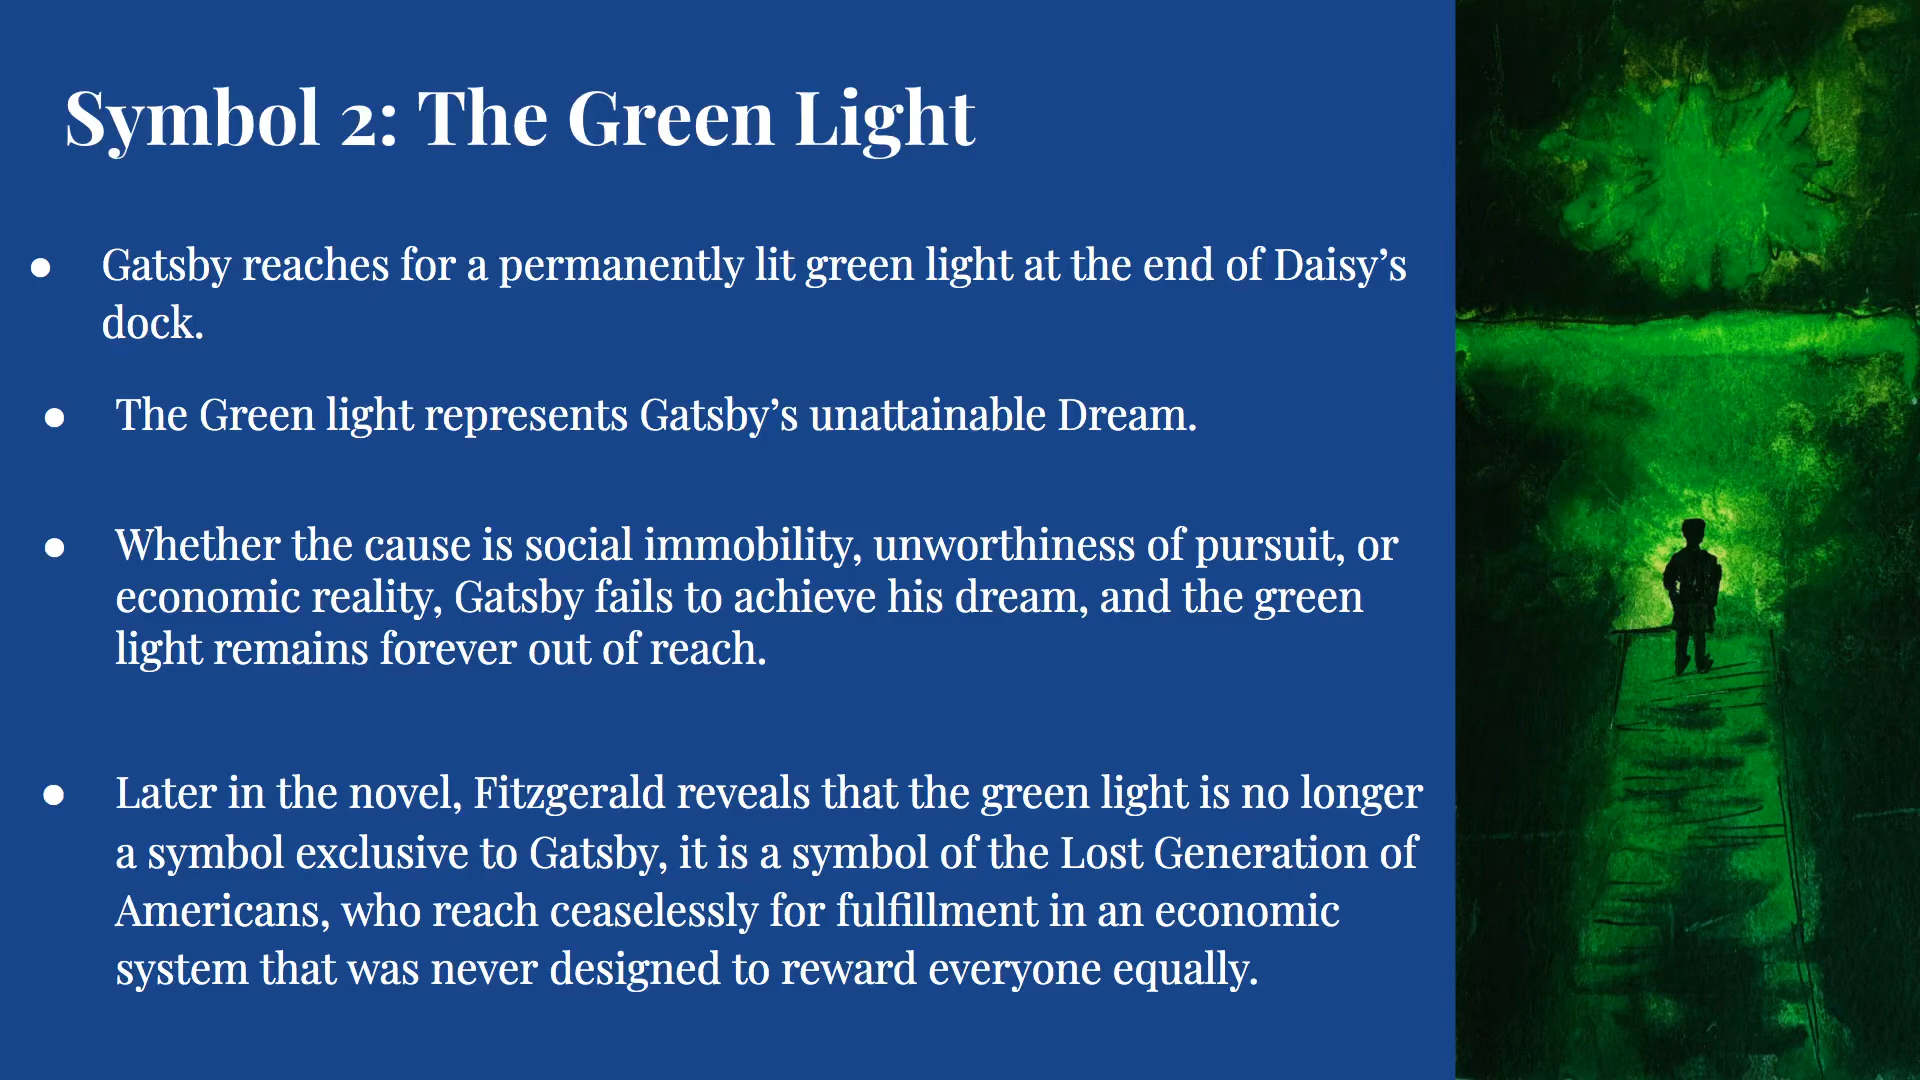 Symbol 2: The Green Light
● Gatsby reaches for a permanently lit green light at the end of Daisy’s
dock.
● The Green light represents Gatsby’s unattainable Dream.
● Whether the cause is social immobility, unworthiness of pursuit, or
economic reality, Gatsby fails to achieve his dream, and the green
light remains forever out of reach.
● Later in the novel, Fitzgerald reveals that the green light is no longer
a symbol exclusive to Gatsby, it is a symbol of the Lost Generation of
Americans, who reach ceaselessly for fulfillment in an economic
system that was never designed to reward everyone equally.